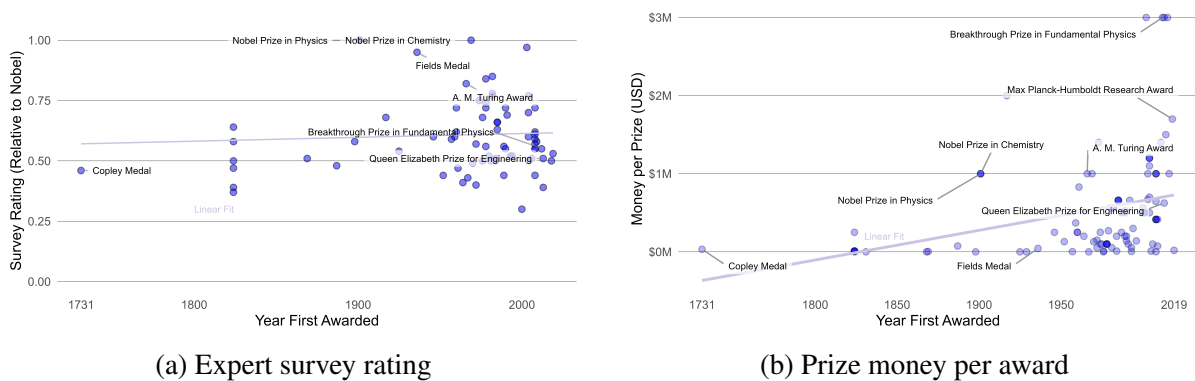 Survey Rating (Relative to Nobel)
1.00
0.75
0.50
0.25
0.00
Nobel Prize in Physics
Nobel Prize in Chemistry
Fields Medal
A. M. Turing Award
Breakthrough Prize in Fundamental Physics
Queen Elizabeth Prize for Engineering
Copley Medal
Linear Fit
1731
1800
1900
2000
Year First Awarded
(a) Expert survey rating
Money per Prize (USD)
$3M
$2M
$1M
$0M
Breakthrough Prize in Fundamental Physics
Max Planck-Humboldt Research Award
Nobel Prize in Chemistry
A. M. Turing Award
Nobel Prize in Physics
Queen Elizabeth Prize for Engineering
Linear Fit
Copley Medal
Fields Medal
1731
1800
1850
1900
1950
2019
Year First Awarded
(b) Prize money per award